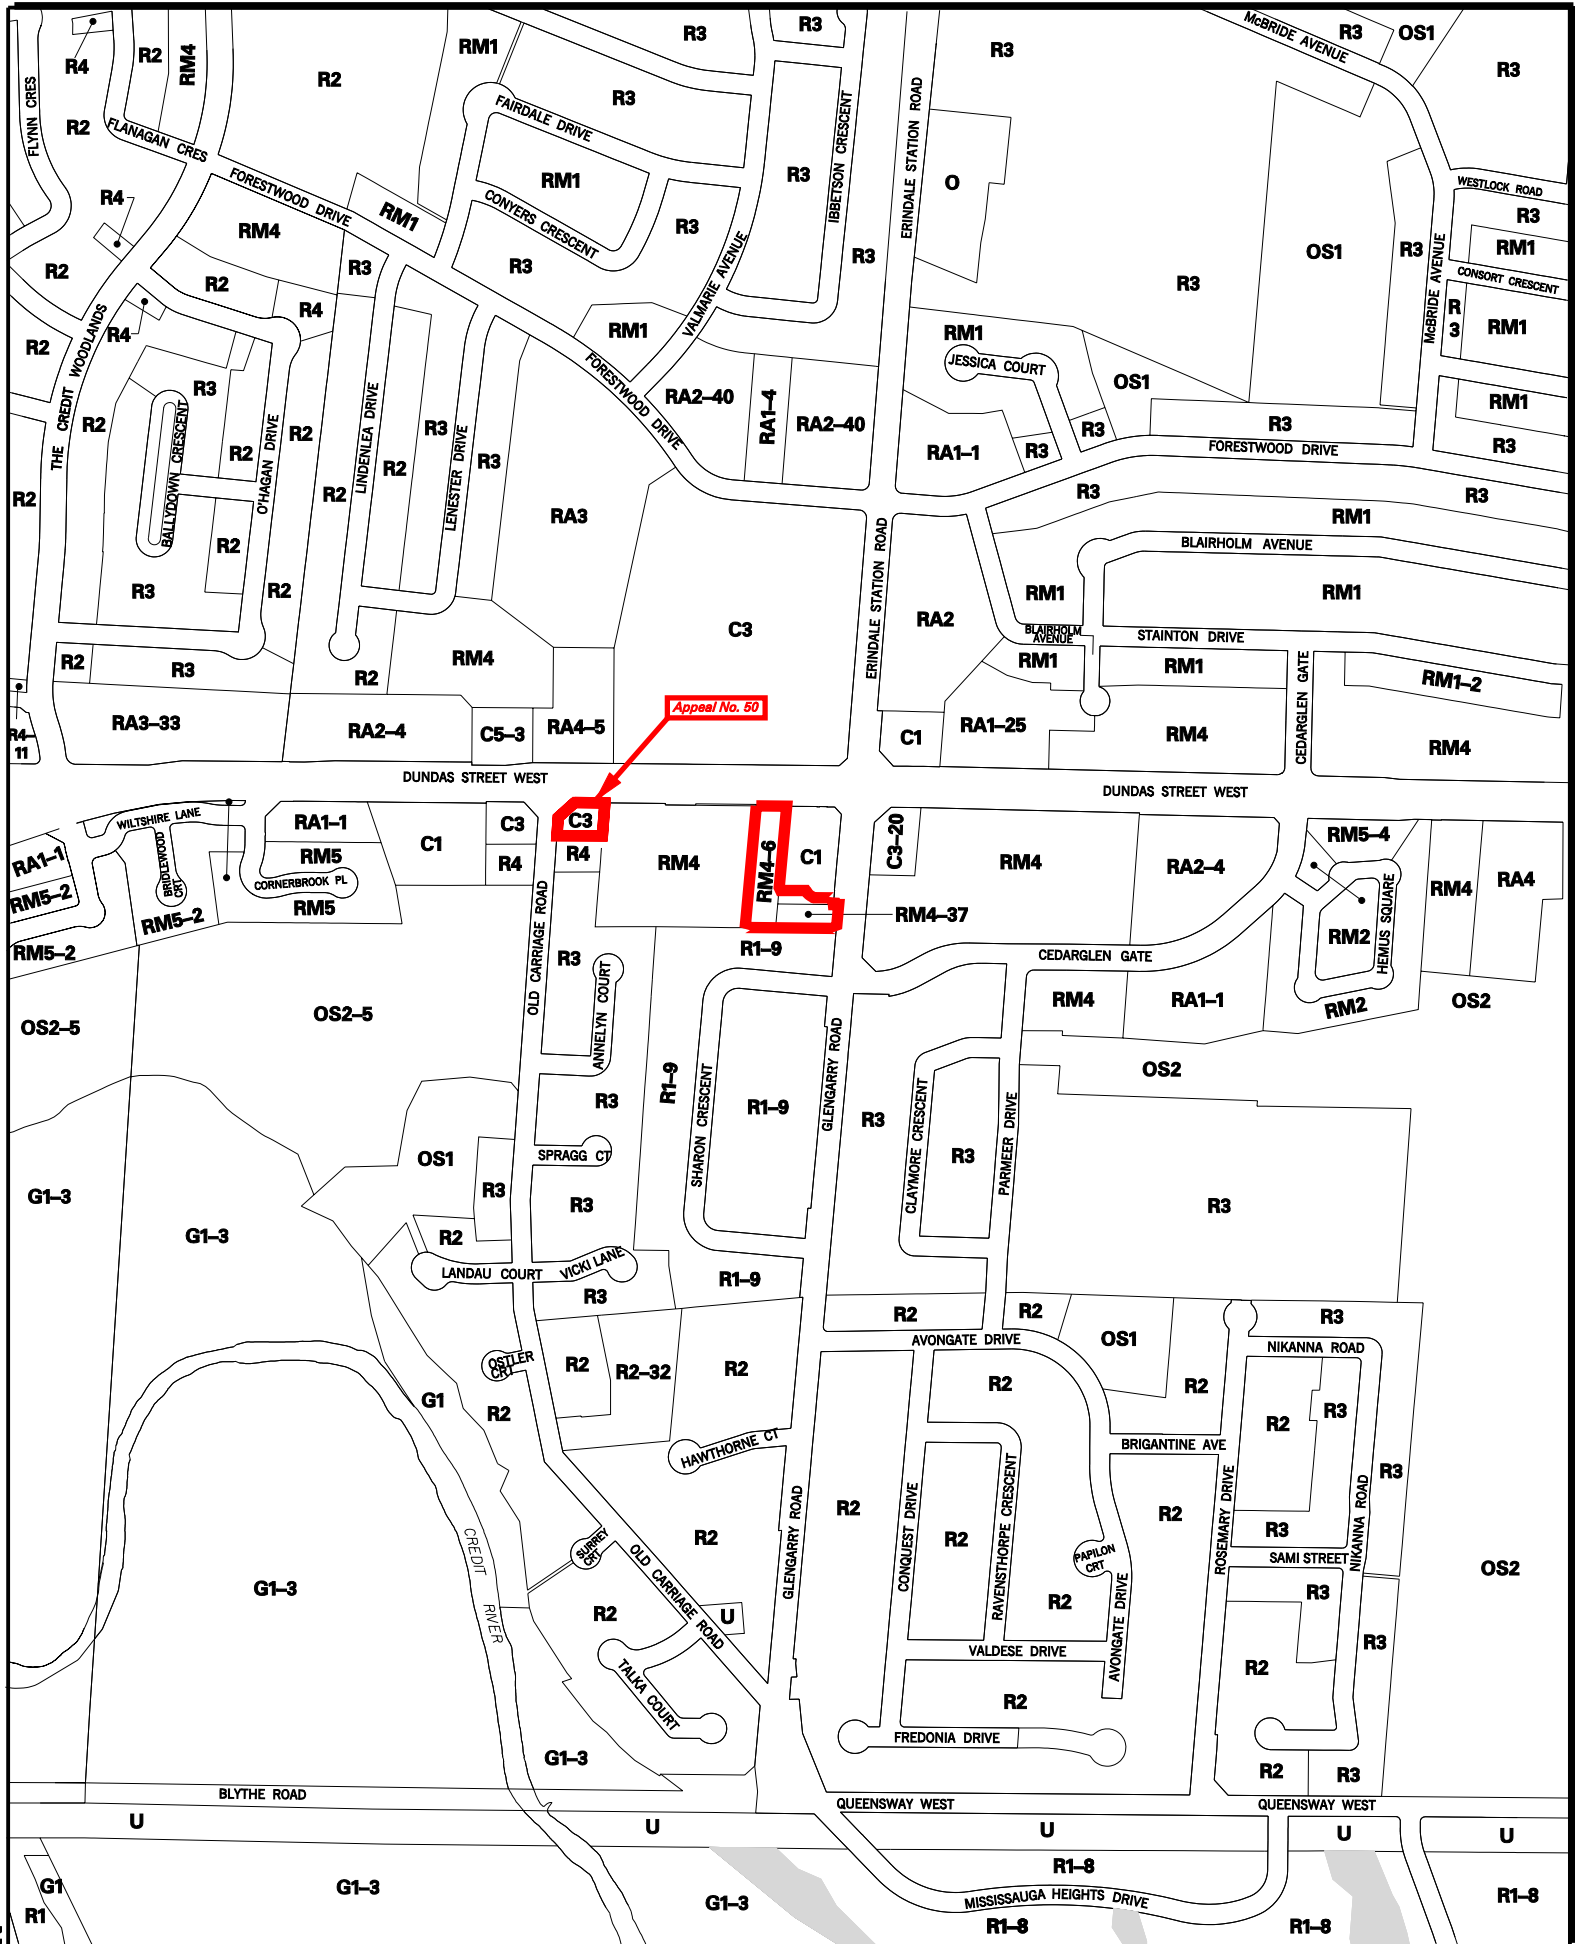 McBRIDE AVENUE
R3
OS1
R3
RM1
R3
R3
R3
R4
R2
RM4
R2
R3
FLYNN CRES
R2
FLANAGAN CRES
FAIRDALE DRIVE
IBBETSON CRESCENT
ERINDALE STATION ROAD
FORESTWOOD DRIVE
RM1
RM1
CONYERS CRESCENT
R3
O
WESTLOCK ROAD
R4
RM4
R3
VALMARIE AVENUE
R3
R3
RM1
R3
OS1
R3
McBRIDE AVENUE
CONSORT CRESCENT
R2
R2
R3
R3
R4
R4
R2
THE CREDIT WOODLANDS
RM1
RM1
R
3
RM1
JESSICA COURT
OS1
FORESTWOOD DRIVE
R3
R2
BALLYDOWN CRESCENT
R2
O'HAGAN DRIVE
R2
LINDENLEA DRIVE
R2
R3
LENESTER DRIVE
R3
RA2–40
RA1–4
RA2–40
RA1–1
R3
R3
R3
RM1
R3
FORESTWOOD DRIVE
R2
R2
RA3
R3
R3
RM1
BLAIRHOLM AVENUE
ERINDALE STATION ROAD
R2
R3
R2
RM1
RM1
C3
RA2
BLAIRHOLM
AVENUE
STAINTON DRIVE
R2
R3
R2
RM4
RM1
RM1
CEDARGLEN GATE
RM1–2
Appeal No. 50
R4–
11
RA3–33
RA2–4
C5–3
RA4–5
C1
RA1–25
RM4
RM4
DUNDAS STREET WEST
DUNDAS STREET WEST
WILTSHIRE LANE
RA1–1
C3
C3
RM4–6
C1
C3–20
RM5–4
BRIDLEWOOD
CRT
RM5
C1
R4
R4
RM4
RM4
RA2–4
RA1–1
CORNERBROOK PL
RM4
RA4
RM5–2
RM5–2
RM5
OLD CARRIAGE ROAD
RM4–37
RM2
HEMUS SQUARE
RM5–2
R3
ANNELYN COURT
R1–9
CEDARGLEN GATE
RM4
RA1–1
RM2
OS2
OS2–5
OS2–5
R1–9
SHARON CRESCENT
R1–9
GLENGARRY ROAD
R3
CLAYMORE CRESCENT
R3
PARMEER DRIVE
OS2
R3
OS1
SPRAGG CT
R3
R3
R3
G1–3
G1–3
R2
LANDAU COURT
VICKI LANE
R3
R1–9
R2
R2
AVONGATE DRIVE
OS1
R3
NIKANNA ROAD
OSTLER
CRT
R2
R2–32
R2
R2
R2
G1
R2
R2
R3
HAWTHORNE CT
BRIGANTINE AVE
R3
GLENGARRY ROAD
R2
CONQUEST DRIVE
R2
RAVENSTHORPE CRESCENT
R2
ROSEMARY DRIVE
NIKANNA ROAD
CREDIT RIVER
SURREY
CRT
OLD CARRIAGE ROAD
R2
PAPILON
CRT
R3
SAMI STREET
OS2
G1–3
R2
U
R2
AVONGATE DRIVE
R3
VALDESE DRIVE
R3
TALKA COURT
R2
R2
FREDONIA DRIVE
G1–3
R2
R3
BLYTHE ROAD
QUEENSWAY WEST
QUEENSWAY WEST
U
U
U
U
U
G1
G1–3
G1–3
R1–8
R1–8
R1
MISSISSAUGA HEIGHTS DRIVE
R1–8
R1–8